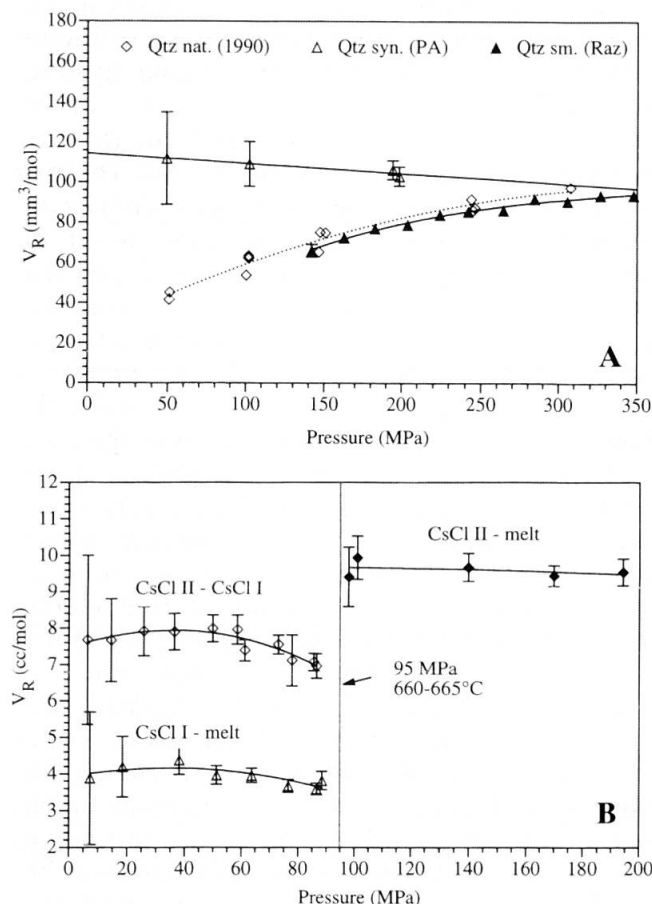 Qtz nat. (1990) Qtz syn. (PA) Qtz sm. (Raz)
180
160
140
120
100
80
60
40
20
0
V_R (mm³/mol)
A
0 50 100 150 200 250 300 350
Pressure (MPa)
12
11
10
9
8
7
6
5
4
3
2
V_R (cc/mol)
CsCl II - melt
CsCl II - CsCl I
95 MPa
660-665°C
CsCl I - melt
B
0 20 40 60 80 100 120 140 160 180 200
Pressure (MPa)